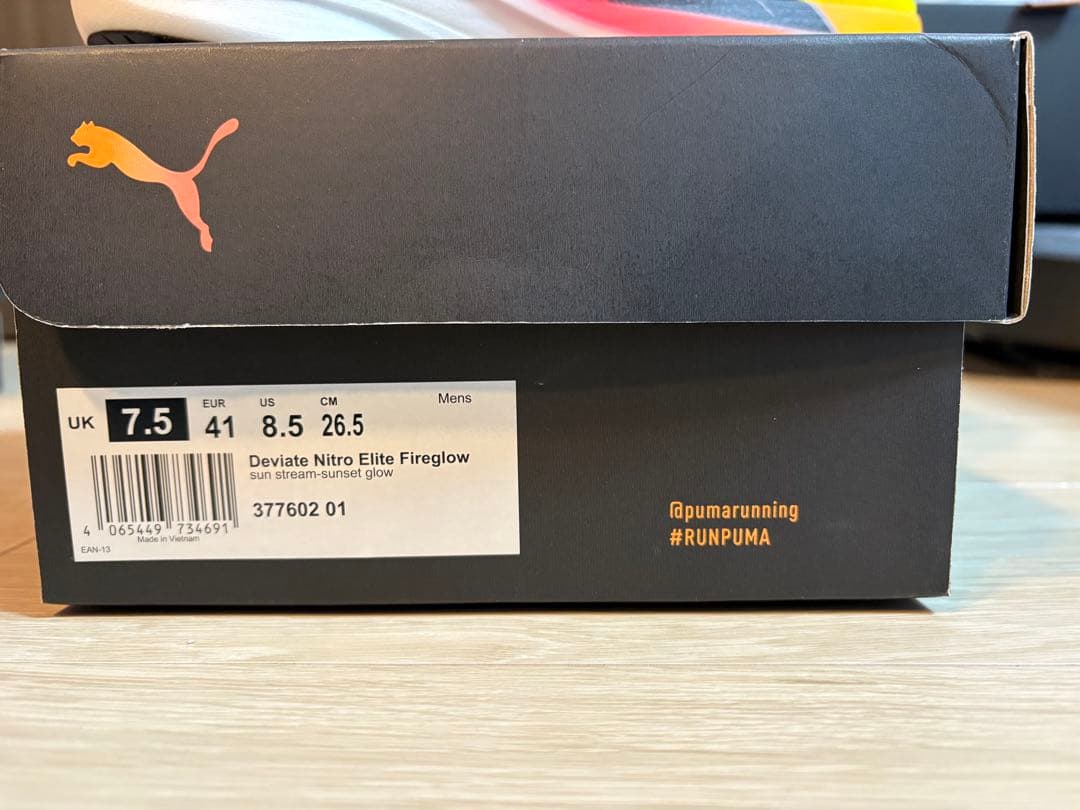 UK 7.5 EUR 41 US 8.5 CM 26.5 Mens
Deviate Nitro Elite Fireglow
sun stream-sunset glow
377602 01
4 065449 734691
Made in Vietnam
EAN-13
@pumarunning
#RUNPUMA